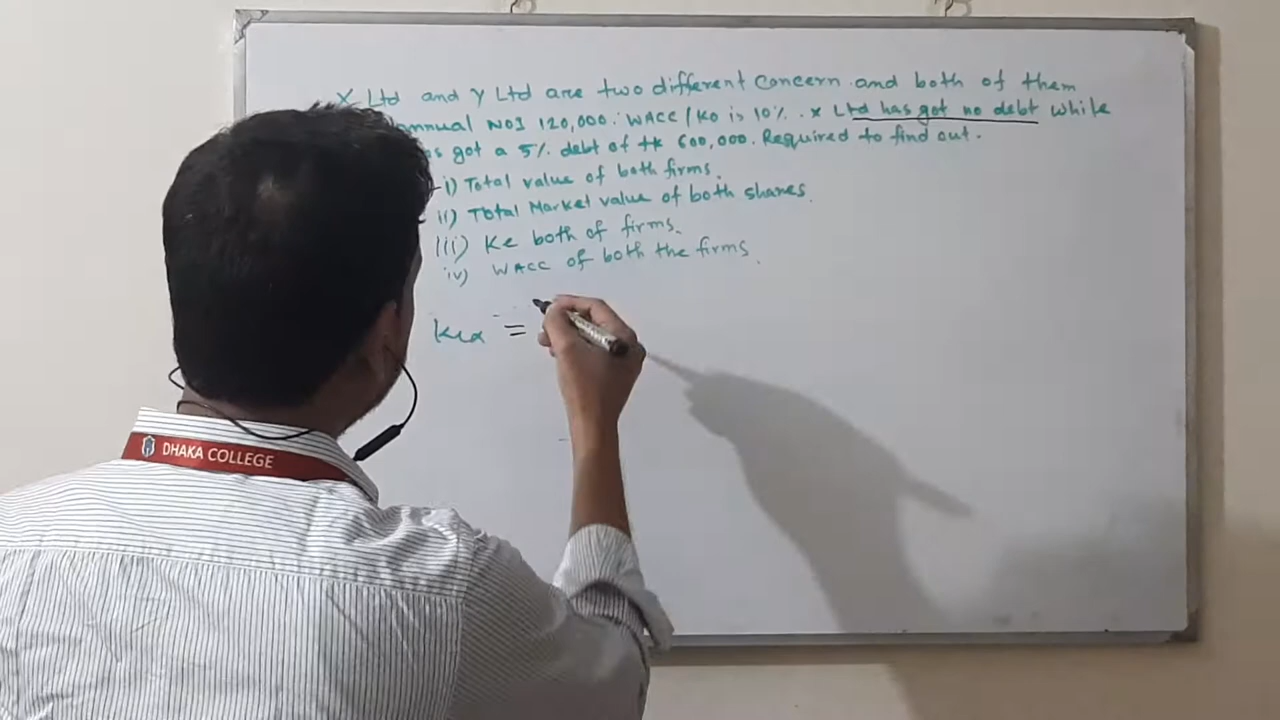 X Ltd and Y Ltd are two different concern and both of them
annual NOI 120,000. WACC/Ko is 10%. X Ltd has got no debt while
got a 5% debt of tk 600,000. Required to find out.
i) Total value of both firms.
ii) Total Market value of both shares.
iii) Ke both of firms.
iv) WACC of both the firms.
=
DHAKA COLLEGE